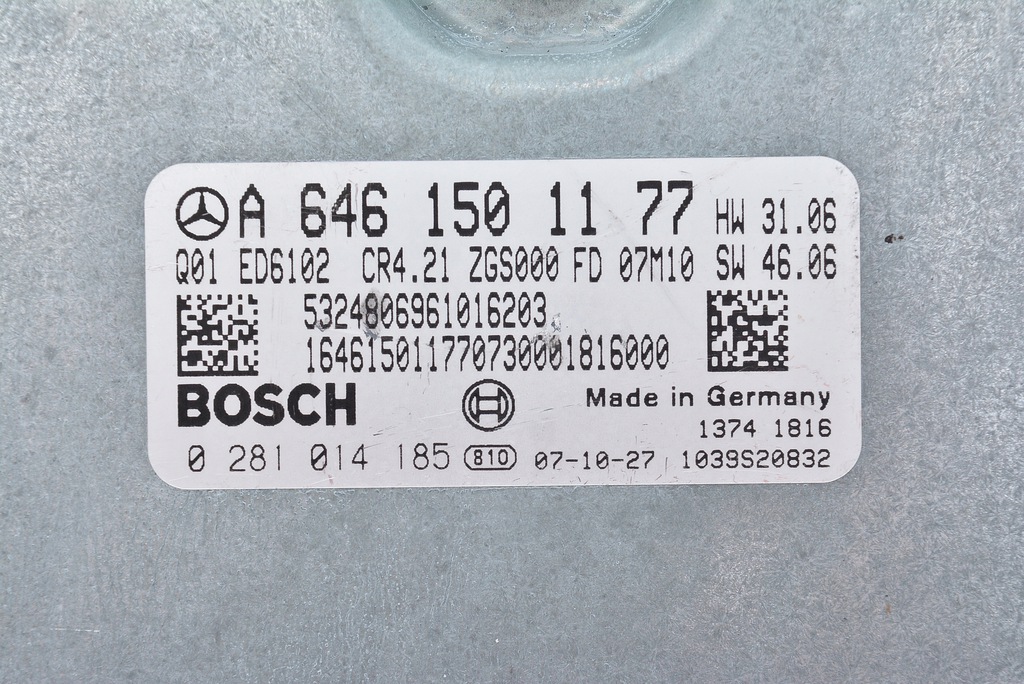 A 646 150 11 77 HW 31.06
Q01 ED6102 CR4.21 ZGS000 FD 07M10 SW 46.06
5324806961016203
164615011770730001816000
BOSCH Made in Germany
1374 1816
0 281 014 185 810 07-10-27 1039S20832